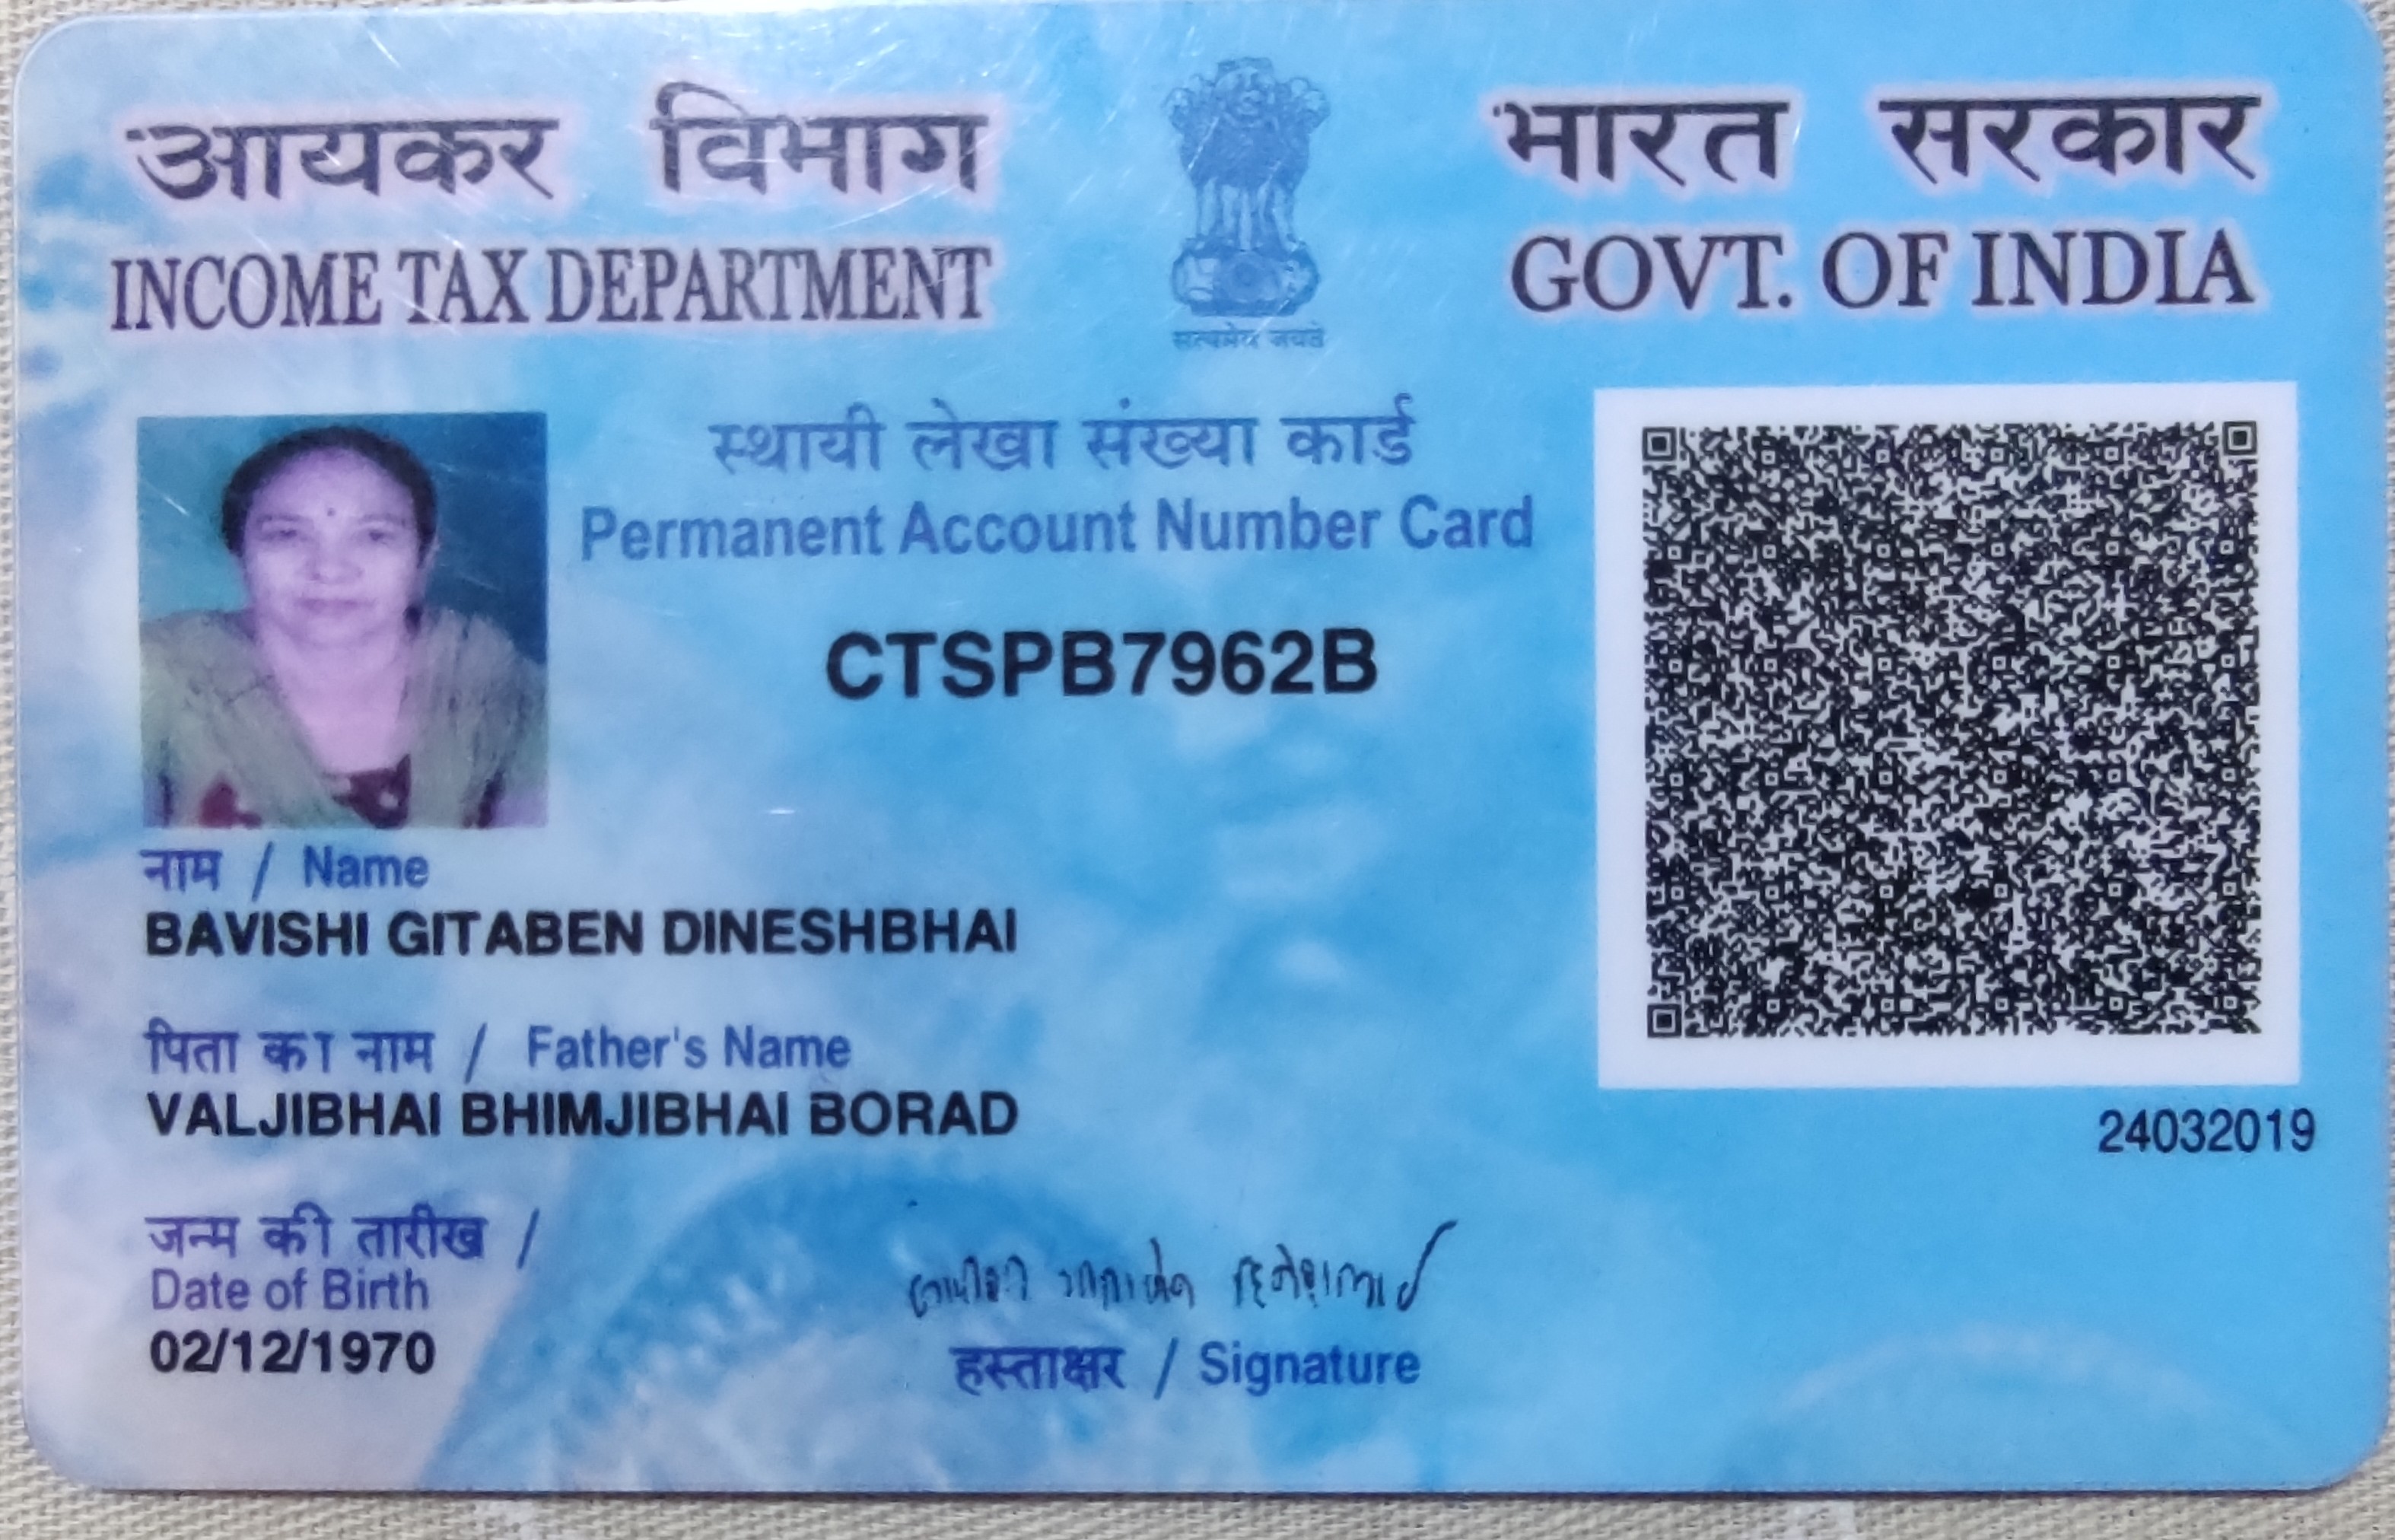 आयकर विभाग
INCOME TAX DEPARTMENT
सत्यमेव जयते
भारत सरकार
GOVT. OF INDIA
स्थायी लेखा संख्या कार्ड
Permanent Account Number Card
CTSPB7962B
नाम / Name
BAVISHI GITABEN DINESHBHAI
पिता का नाम / Father's Name
VALJIBHAI BHIMJIBHAI BORAD
24032019
जन्म की तारीख /
Date of Birth
02/12/1970
हस्ताक्षर / Signature